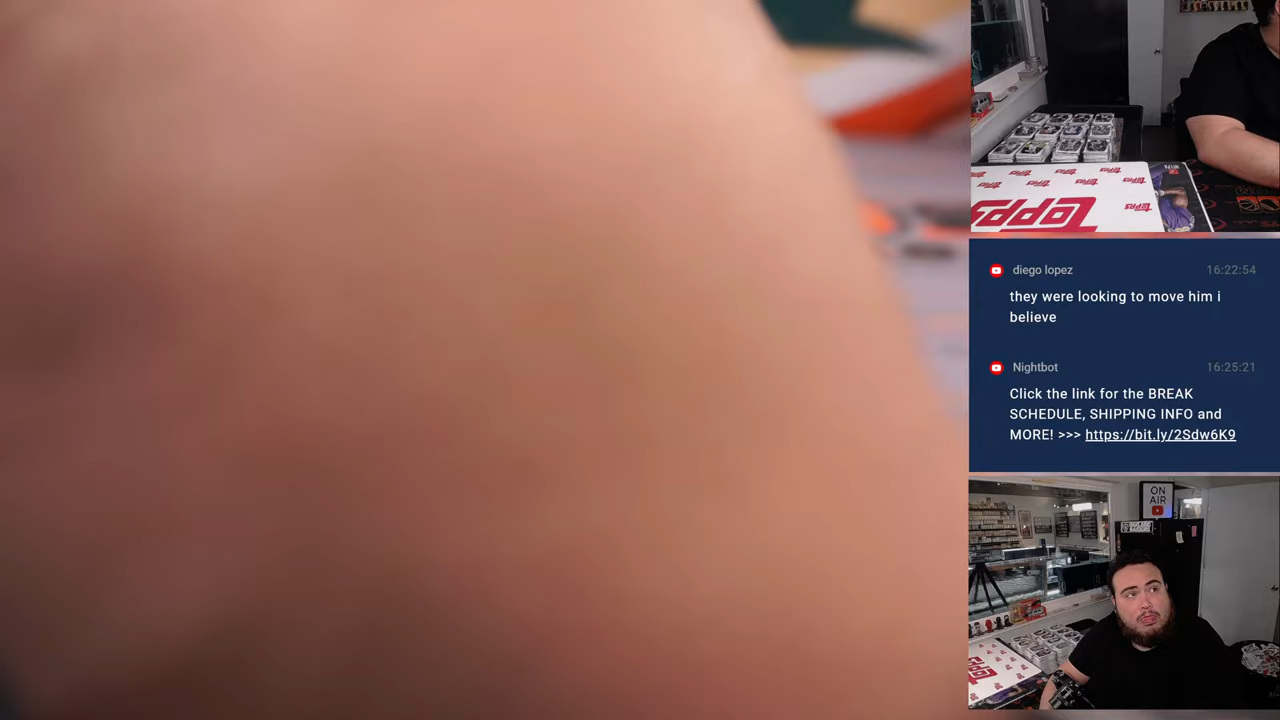 TOPPS
diego lopez 16:22:54
they were looking to move him i
believe
Nightbot 16:25:21
Click the link for the BREAK
SCHEDULE, SHIPPING INFO and
MORE! >>> https://bit.ly/2Sdw6K9
ON
AIR